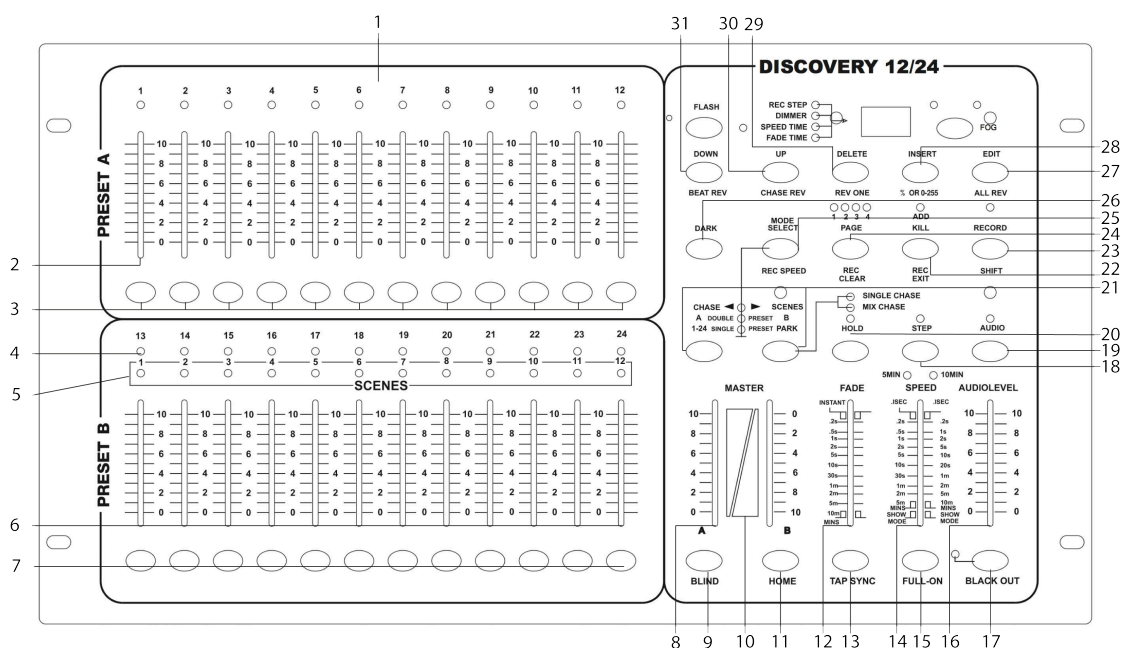 1
31 30 29
DISCOVERY 12/24
1 2 3 4 5 6 7 8 9 10 11 12
FLASH
REC STEP
DIMMER
SPEED TIME
FADE TIME
FOG
PRESET A
10 10 10 10 10 10 10 10 10 10 10
8 8 8 8 8 8 8 8 8 8 8
6 6 6 6 6 6 6 6 6 6 6
4 4 4 4 4 4 4 4 4 4 4
2 2 2 2 2 2 2 2 2 2 2
0 0 0 0 0 0 0 0 0 0 0
DOWN UP DELETE INSERT EDIT
28
27
BEAT REV CHASE REV REV ONE % OR 0-255 ALL REV
26
1 2 3 4
ADD
25
DARK MODE SELECT PAGE KILL RECORD
24
23
22
REC SPEED REC CLEAR REC EXIT SHIFT
21
2
3
CHASE SCENES
A DOUBLE PRESET B
1-24 SINGLE PRESET PARK
SINGLE CHASE
MIX CHASE
HOLD STEP AUDIO
20
19
18
13 14 15 16 17 18 19 20 21 22 23 24
4
1 2 3 4 5 6 7 8 9 10 11 12
5
SCENES
PRESET B
10 10 10 10 10 10 10 10 10 10 10
8 8 8 8 8 8 8 8 8 8 8
6 6 6 6 6 6 6 6 6 6 6
4 4 4 4 4 4 4 4 4 4 4
2 2 2 2 2 2 2 2 2 2 2
0 0 0 0 0 0 0 0 0 0 0
6
7
5MIN 10MIN
MASTER FADE SPEED AUDIOLEVEL
10 8 6 4 2 0
A
0 2 4 6 8 10
B
INSTANT
.2s
.5s
1s
2s
5s
10s
30s
1m
2m
5m
10m
MINS
.ISEC .ISEC
.2s .2s
.5s 1s
1s 2s
2s 5s
5s 10s
10s 20s
30s 1m
1m 2m
2m 5m
5m 10m
MINS MINS
SHOW SHOW
MODE MODE
10 10
8 8
6 6
4 4
2 2
0 0
BLIND HOME TAP SYNC FULL-ON BLACK OUT
8 9 10 11 12 13 14 15 16 17